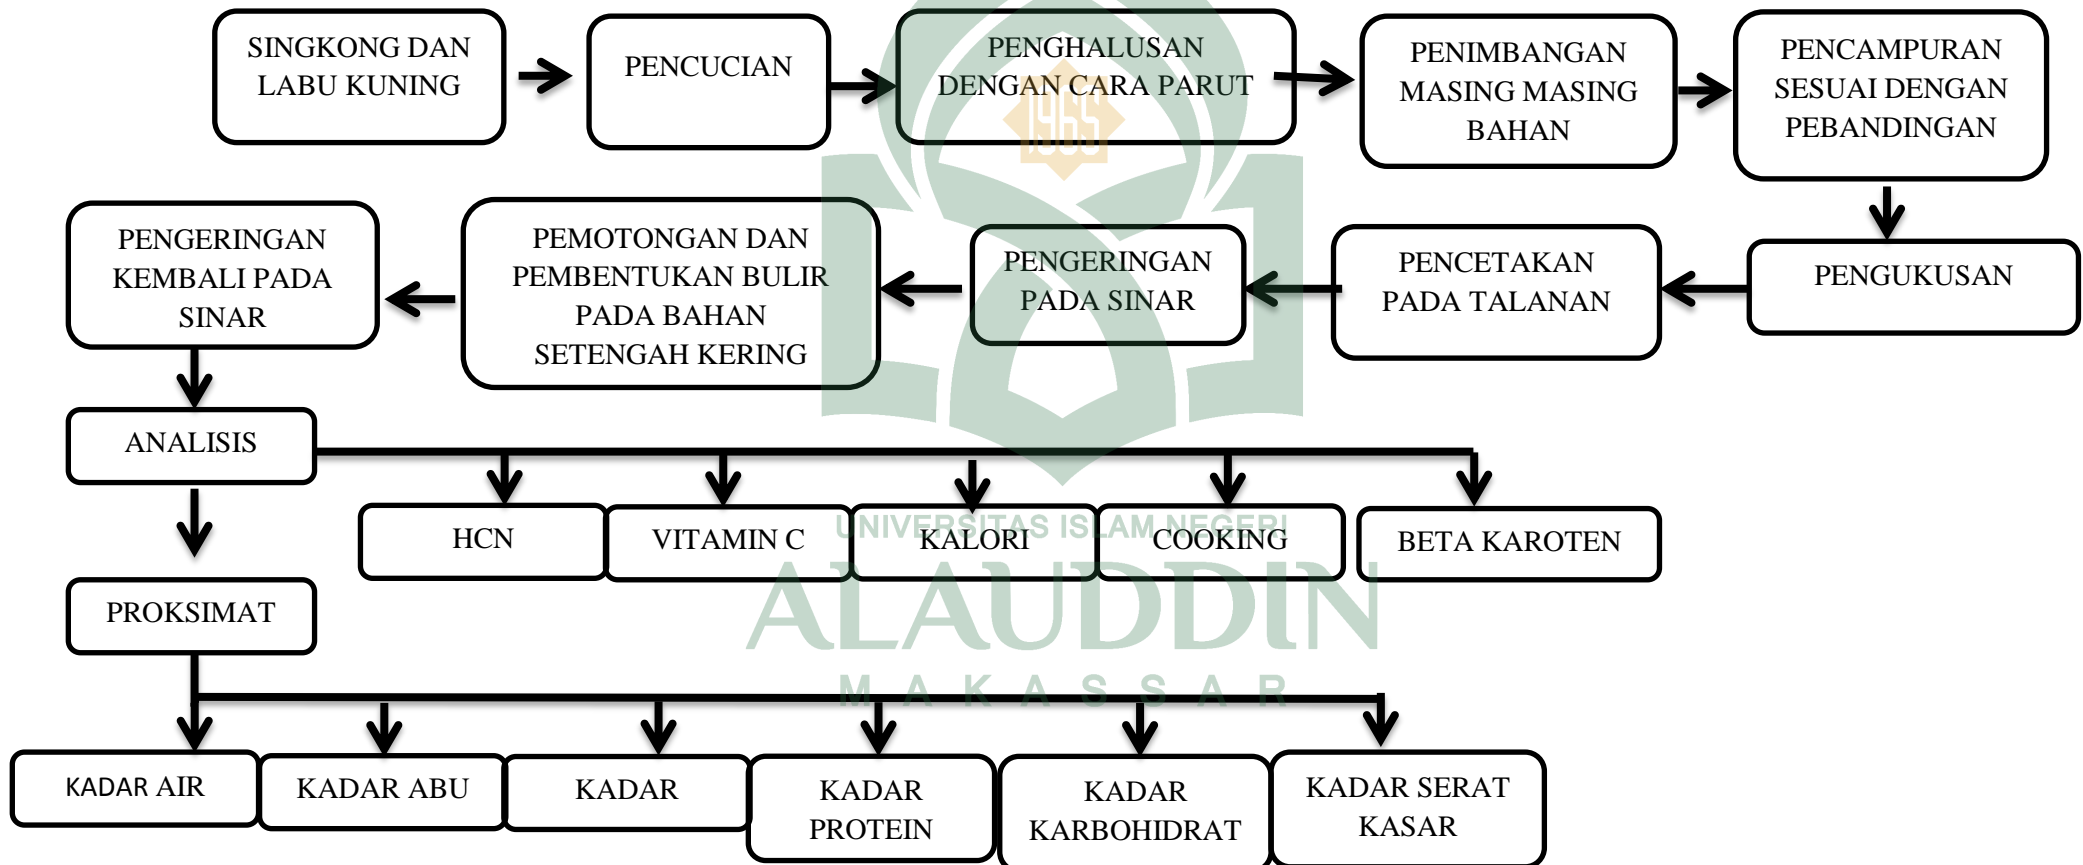 SINGKONG DAN
LABU KUNING
PENCUCIAN
PENGHALUSAN
DENGAN CARA PARUT
PENIMBANGAN
MASING MASING
BAHAN
PENCAMPURAN
SESUAI DENGAN
PEBANDINGAN
1965
PENGERINGAN
KEMBALI PADA
SINAR
PEMOTONGAN DAN
PEMBENTUKAN BULIR
PADA BAHAN
SETENGAH KERING
PENGERINGAN
PADA SINAR
PENCETAKAN
PADA TALANAN
PENGUKUSAN
ANALISIS
HCN
VITAMIN C
KALORI
COOKING
BETA KAROTEN
UNIVERSITAS ISLAM NEGERI
ALAUDDIN
MAKASSAR
PROKSIMAT
KADAR AIR
KADAR ABU
KADAR
KADAR
PROTEIN
KADAR
KARBOHIDRAT
KADAR SERAT
KASAR